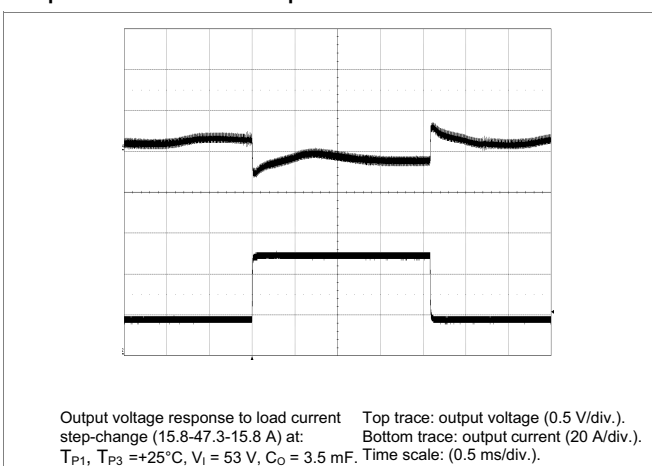 Output voltage response to load current
step-change (15.8-47.3-15.8 A) at:
TP1, TP3 =+25°C, VI = 53 V, CO = 3.5 mF.
Top trace: output voltage (0.5 V/div.).
Bottom trace: output current (20 A/div.).
Time scale: (0.5 ms/div.).